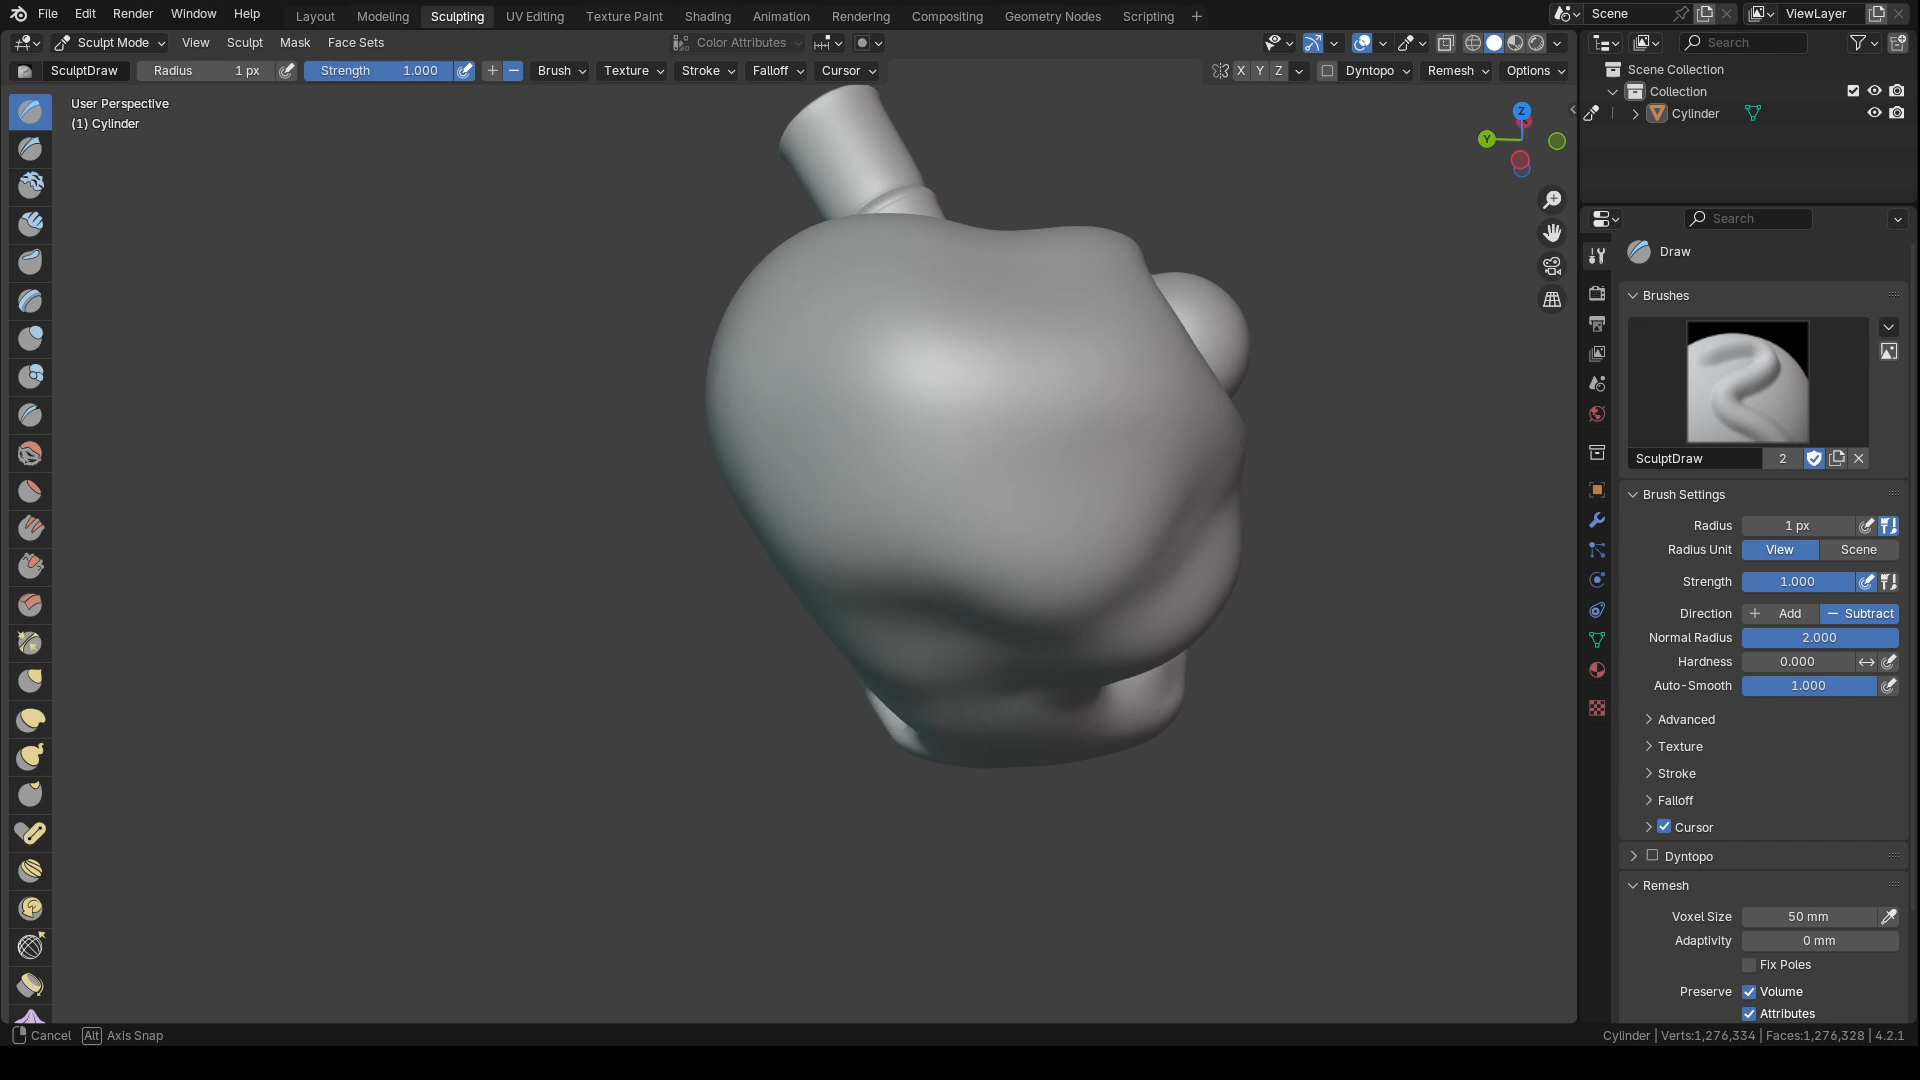 File Edit Render Window Help Layout Modeling Sculpting UV Editing Texture Paint Shading Animation Rendering Compositing Geometry Nodes Scripting Scene ViewLayer
Sculpt Mode View Sculpt Mask Face Sets Color Attributes Search
SculptDraw Radius 1 px Strength 1.000 Brush Texture Stroke Falloff Cursor X Y Z Dyntopo Remesh Options Scene Collection
Collection
User Perspective
(1) Cylinder
Cylinder
Z
Y
Search
Draw
Brushes
SculptDraw 2
Brush Settings
Radius 1 px
Radius Unit View Scene
Strength 1.000
Direction Add Subtract
Normal Radius 2.000
Hardness 0.000
Auto-Smooth 1.000
Advanced
Texture
Stroke
Falloff
Cursor
Dyntopo
Remesh
Voxel Size 50 mm
Adaptivity 0 mm
Fix Poles
Preserve Volume
Attributes
Cancel Alt Axis Snap Cylinder | Verts:1,276,334 | Faces:1,276,328 | 4.2.1